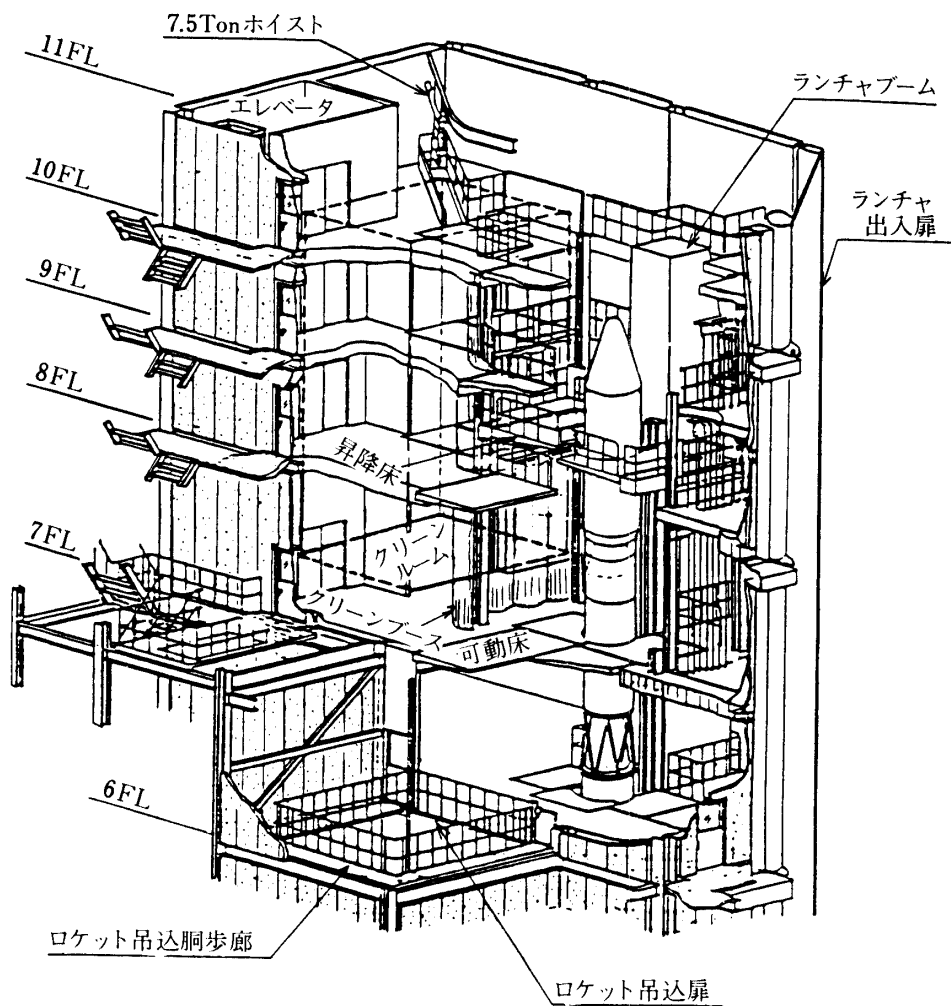 7.5Tonホイスト
11FL
エレベータ
ランチャブーム
10FL
ランチャ
出入扉
9FL
8FL
昇降床
7FL
クリーン
ルーム
クリーンブース
可動床
6FL
ロケット吊込胴歩廊
ロケット吊込扉